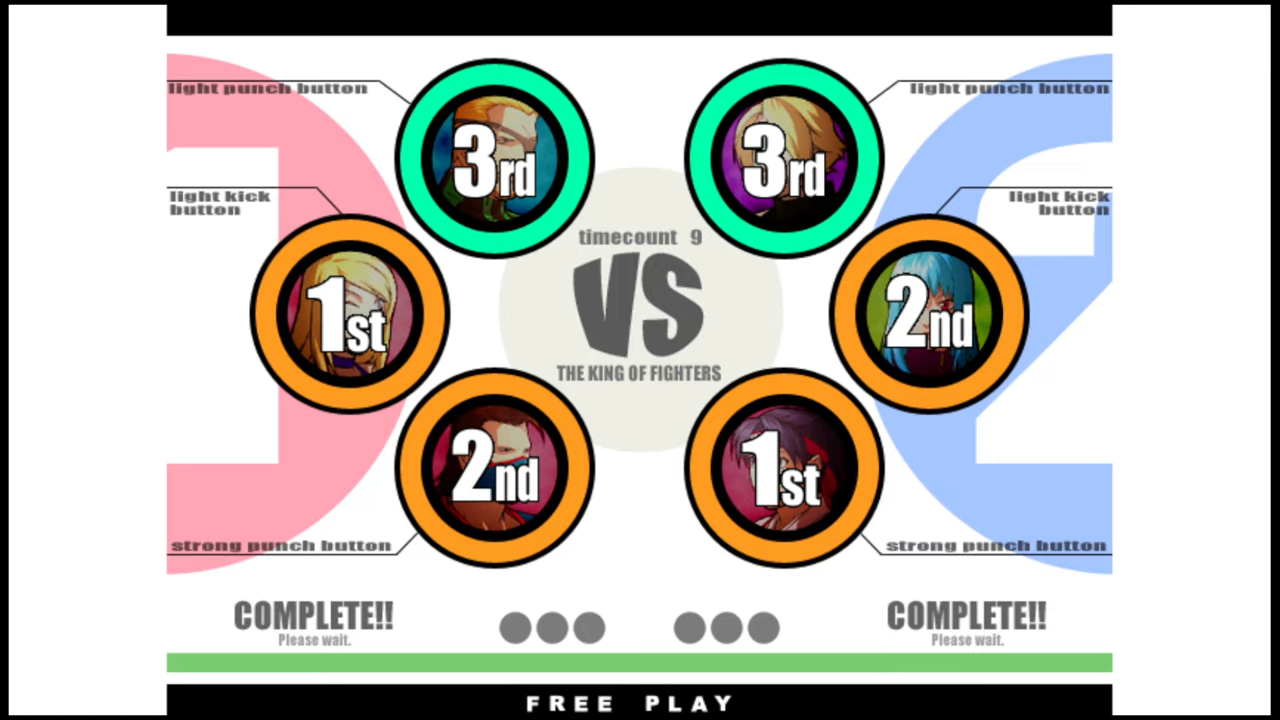 light punch button
light punch button
3rd
3rd
light kick
button
light kick
button
timecount 9
VS
THE KING OF FIGHTERS
1st
2nd
2nd
1st
strong punch button
strong punch button
COMPLETE!!
Please wait.
COMPLETE!!
Please wait.
FREE PLAY
1
2